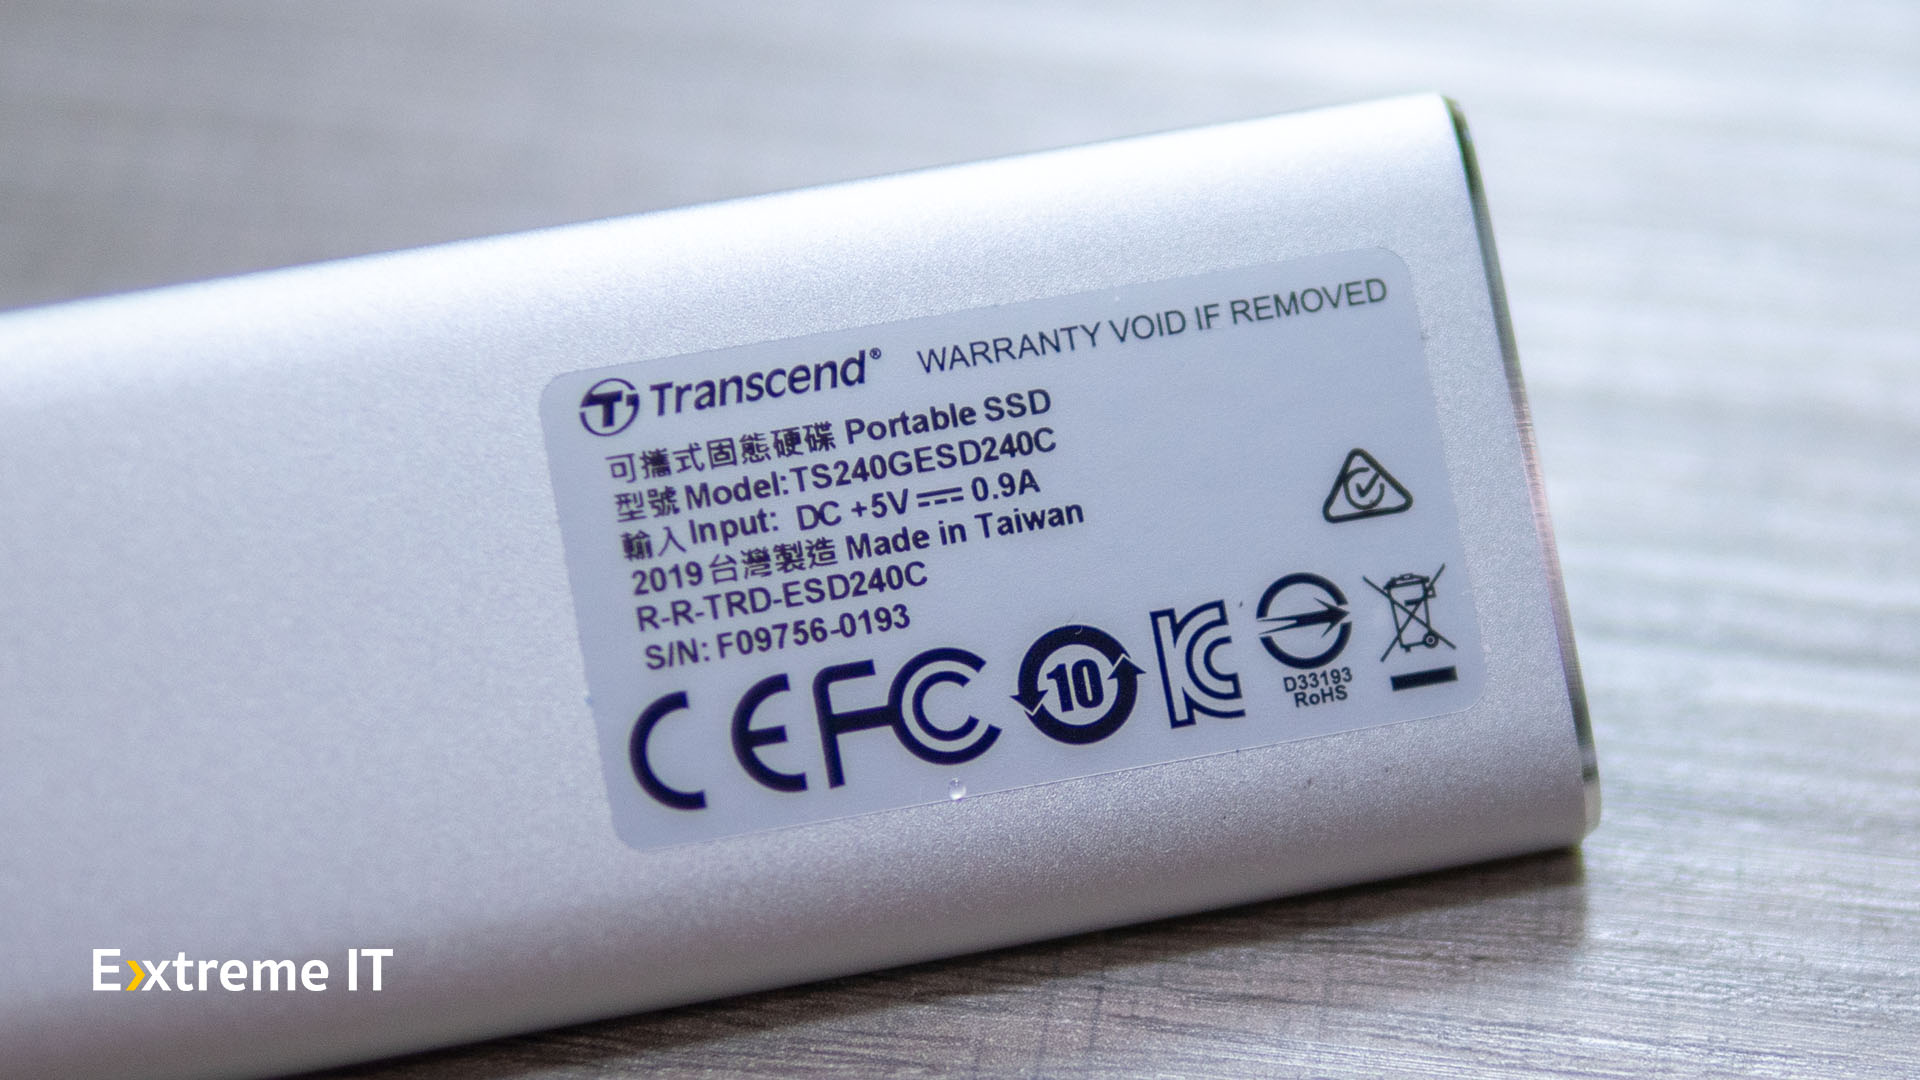 Transcend® WARRANTY VOID IF REMOVED
可攜式固態硬碟 Portable SSD
型號 Model: TS240GESD240C
輸入 Input: DC +5V ⎓ 0.9A
2019 台灣製造 Made in Taiwan
R-R-TRD-ESD240C
S/N: F09756-0193
CE FC 10 KC
D33193
RoHS
Extreme IT